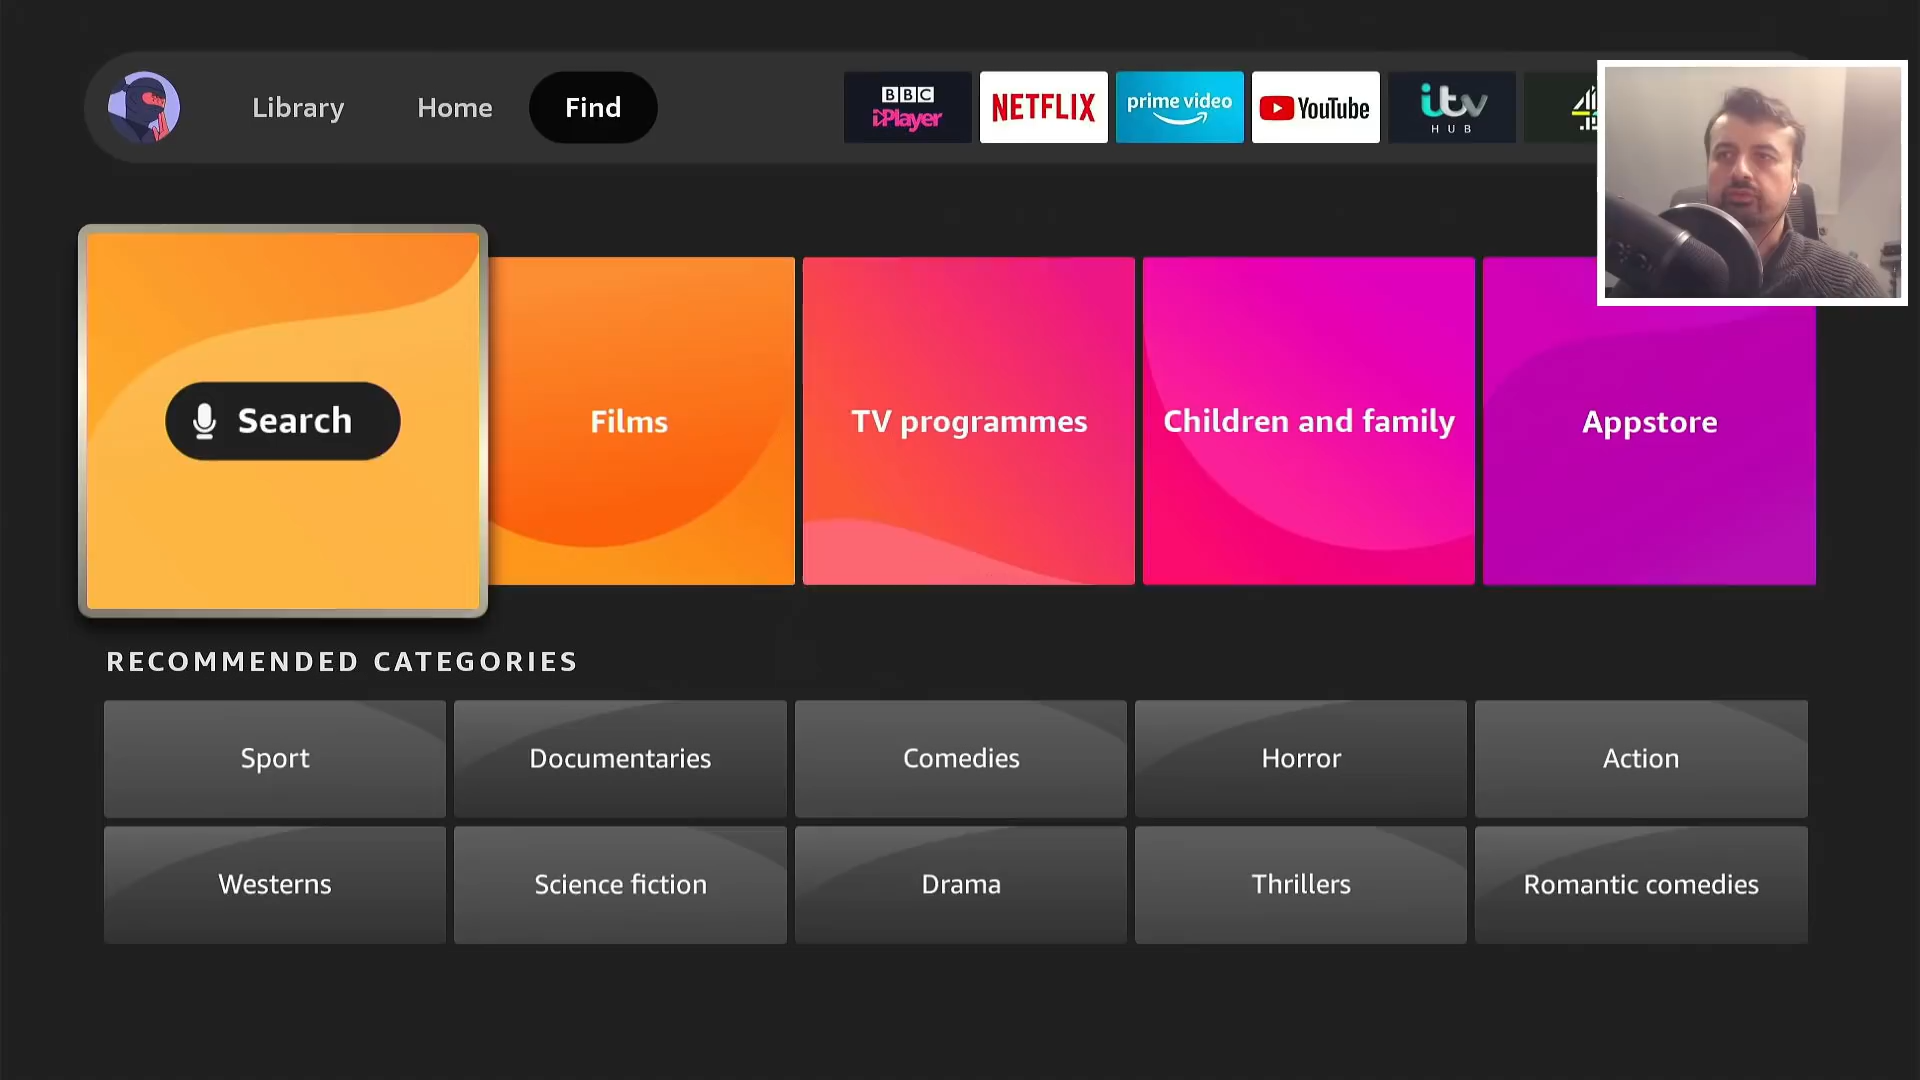 Library
Home
Find
BBC
iPlayer
NETFLIX
prime video
YouTube
itv
HUB
4
Search
Films
TV programmes
Children and family
Appstore
RECOMMENDED CATEGORIES
Sport
Documentaries
Comedies
Horror
Action
Westerns
Science fiction
Drama
Thrillers
Romantic comedies